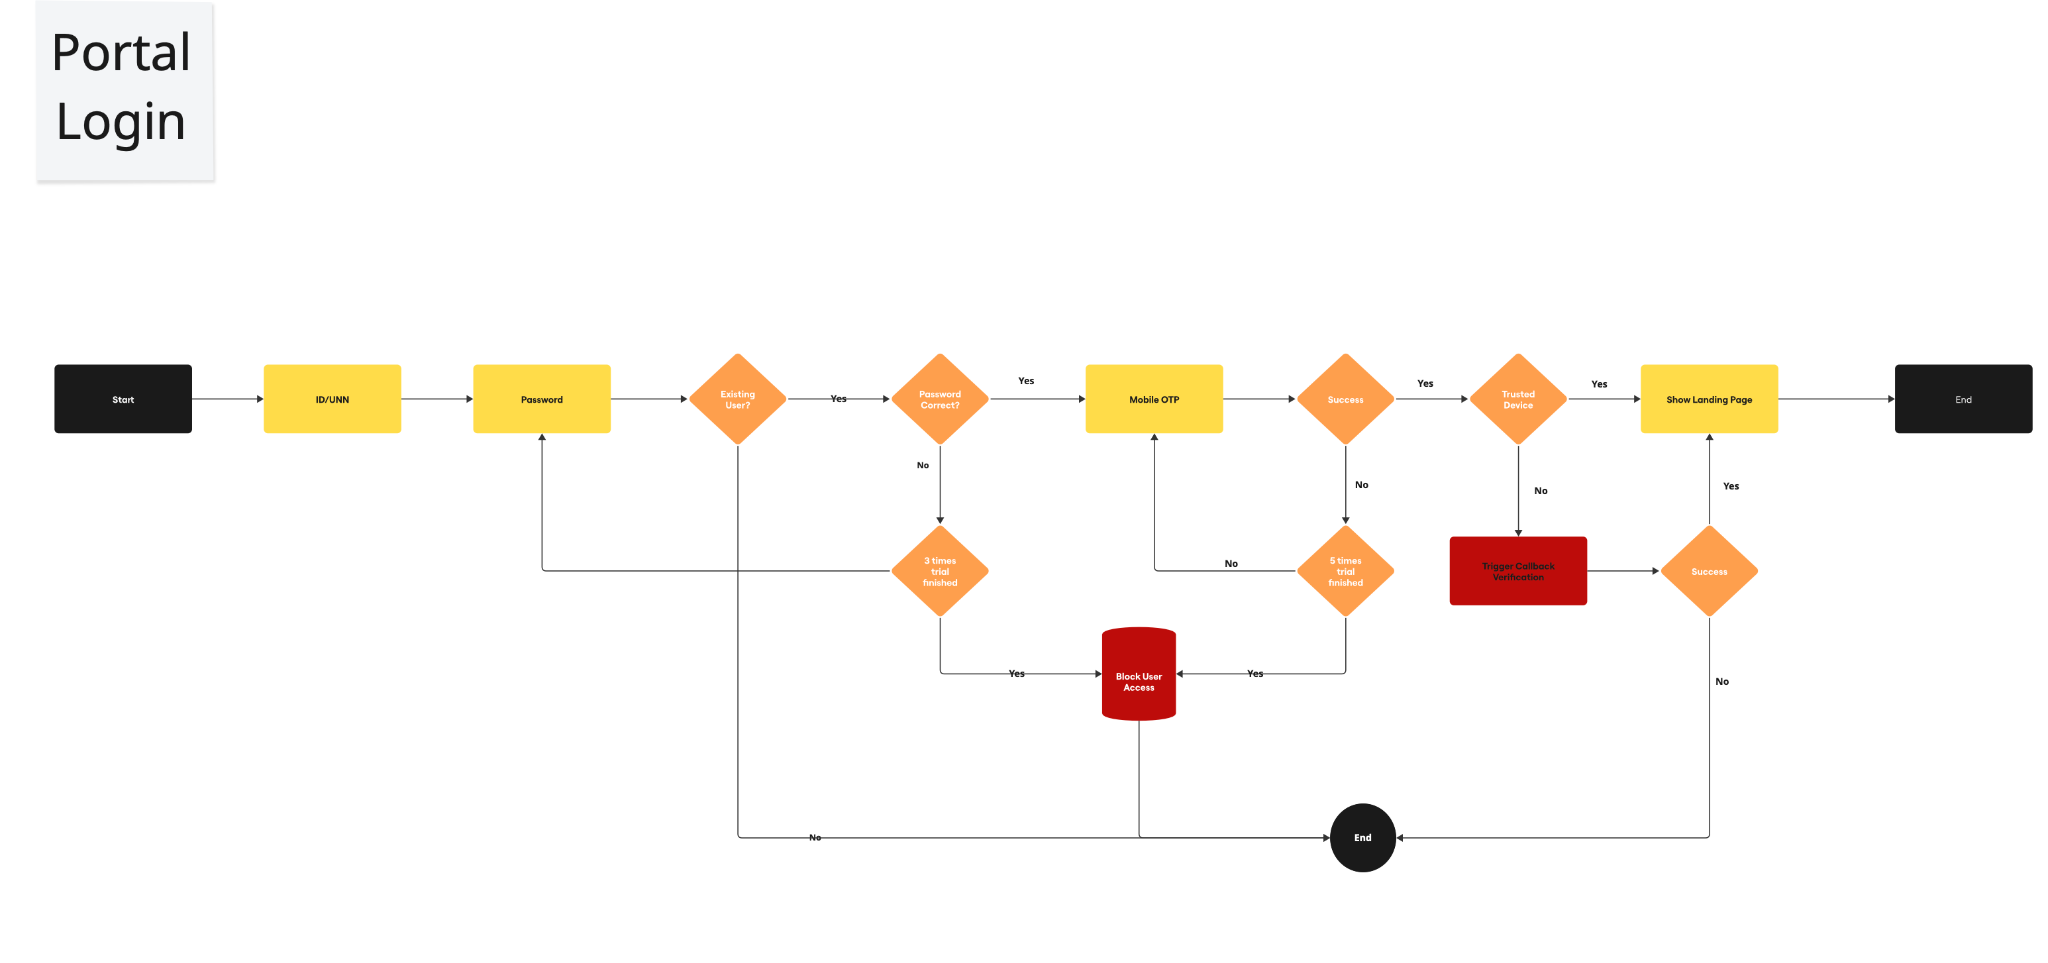 Portal
Login
Start
ID/UNN
Password
Existing
User?
Yes
Password
Correct?
Yes
Mobile OTP
Success
Yes
Trusted
Device
Yes
Show Landing Page
End
No
No
No
Yes
3 times
trial
finished
No
5 times
trial
finished
Trigger Callback
Verification
Success
Yes
Block User
Access
Yes
No
No
End